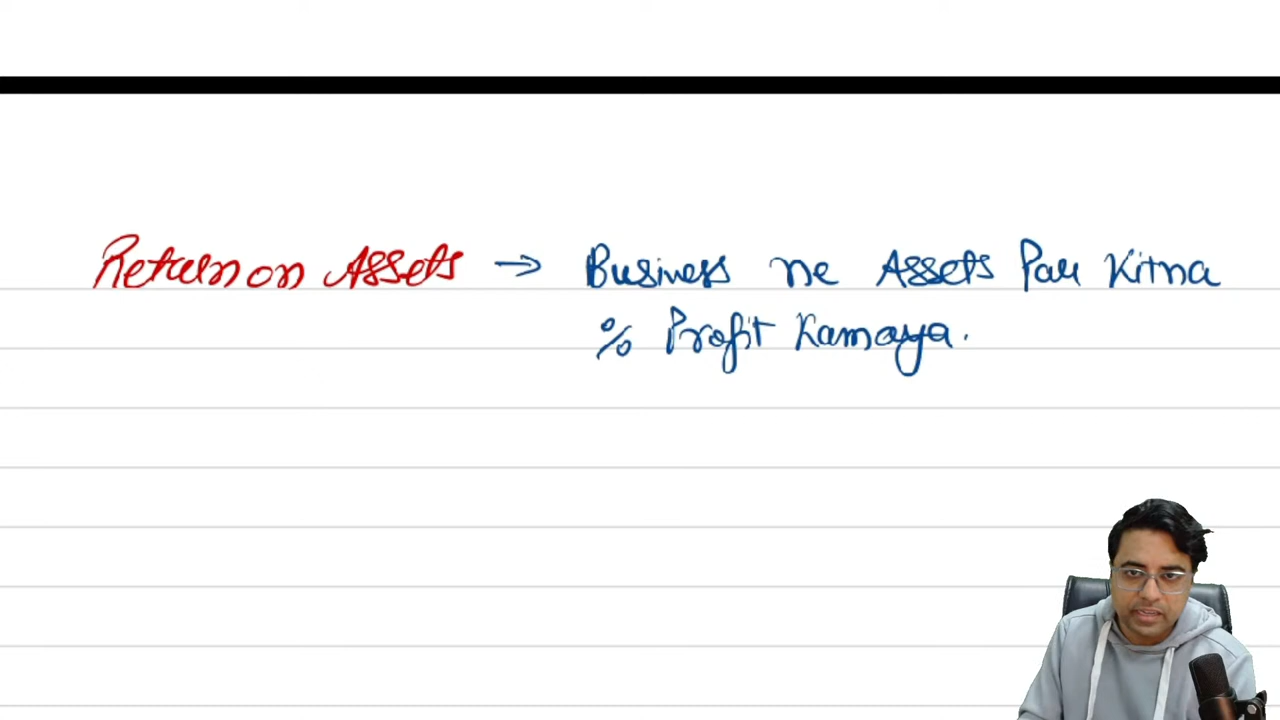 Return on Assets → Business ne Assets Par Kitna
% Profit Kamaya.